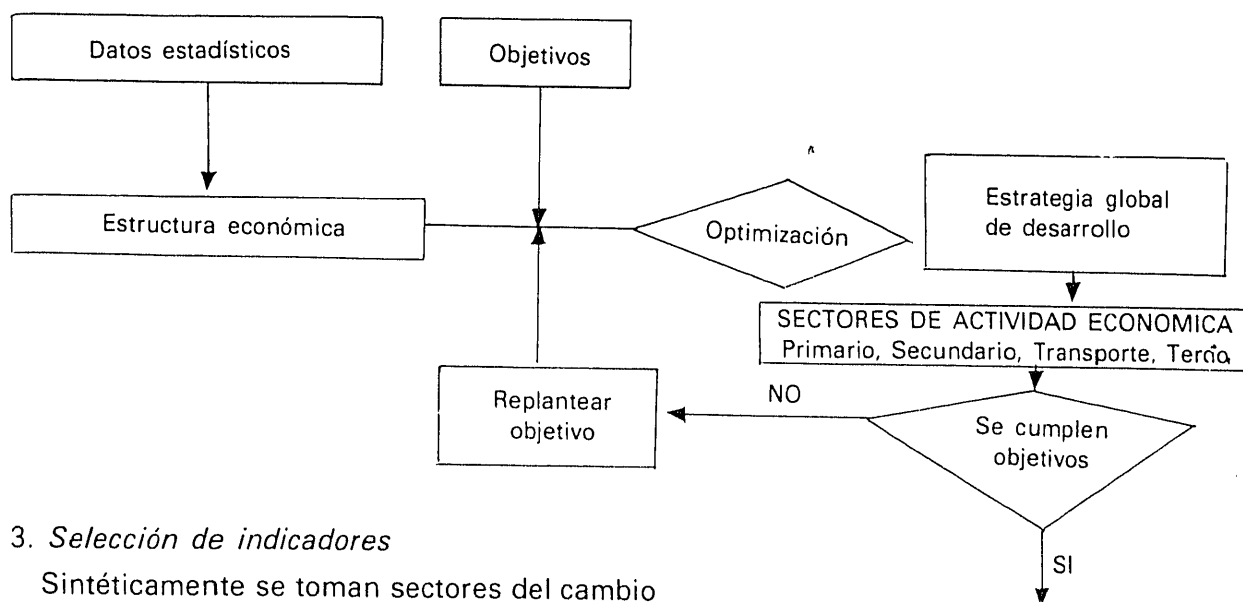 Datos estadísticos
Objetivos
Estructura económica
Optimización
Estrategia global
de desarrollo
SECTORES DE ACTIVIDAD ECONOMICA
Primario, Secundario, Transporte,
Replantear
objetivo
NO
Se cumplen
objetivos
SI
3. Selección de indicadores
Sintéticamente se toman sectores del cambio